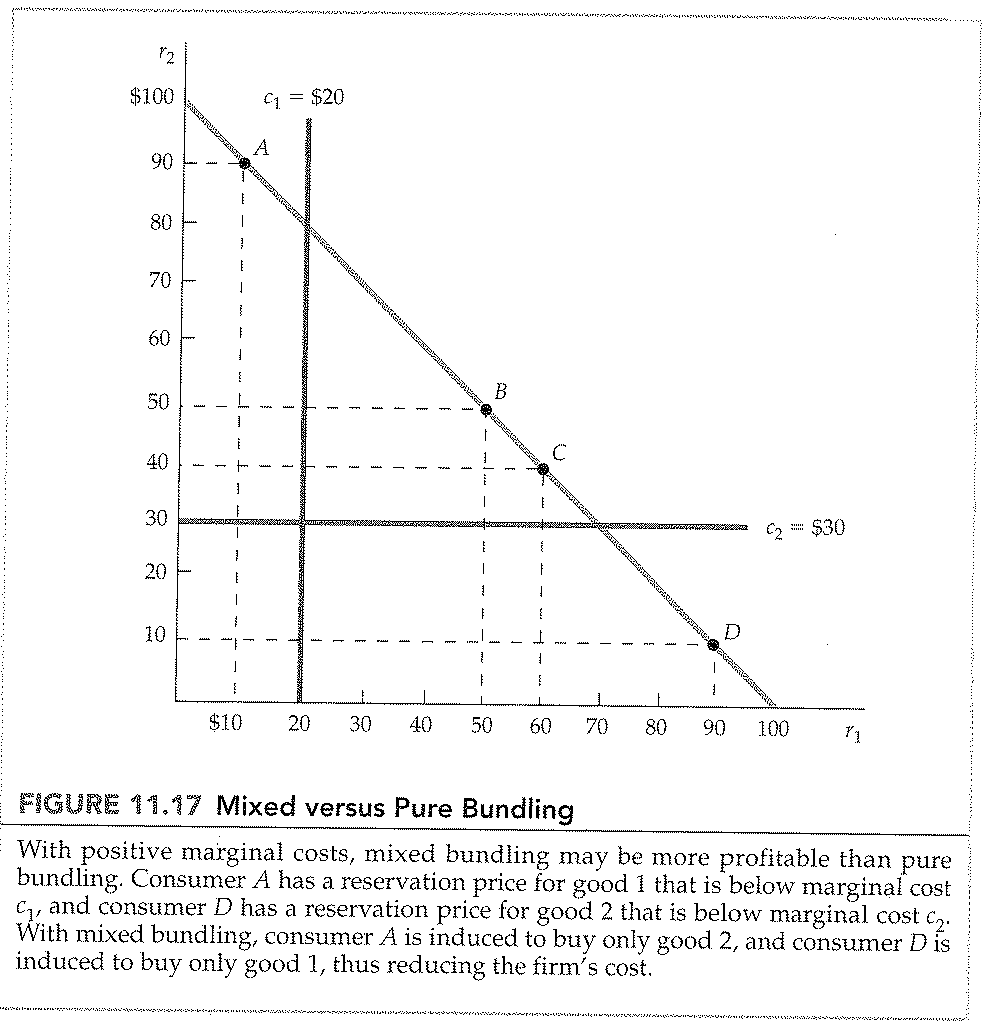 r₂
$100
c₁ = $20
A
90
80
70
60
50
B
40
C
30
c₂ = $30
20
10
D
$10 20 30 40 50 60 70 80 90 100
r₁
FIGURE 11.17 Mixed versus Pure Bundling
With positive marginal costs, mixed bundling may be more profitable than pure
bundling. Consumer A has a reservation price for good 1 that is below marginal cost
c₁, and consumer D has a reservation price for good 2 that is below marginal cost c₂.
With mixed bundling, consumer A is induced to buy only good 2, and consumer D is
induced to buy only good 1, thus reducing the firm's cost.